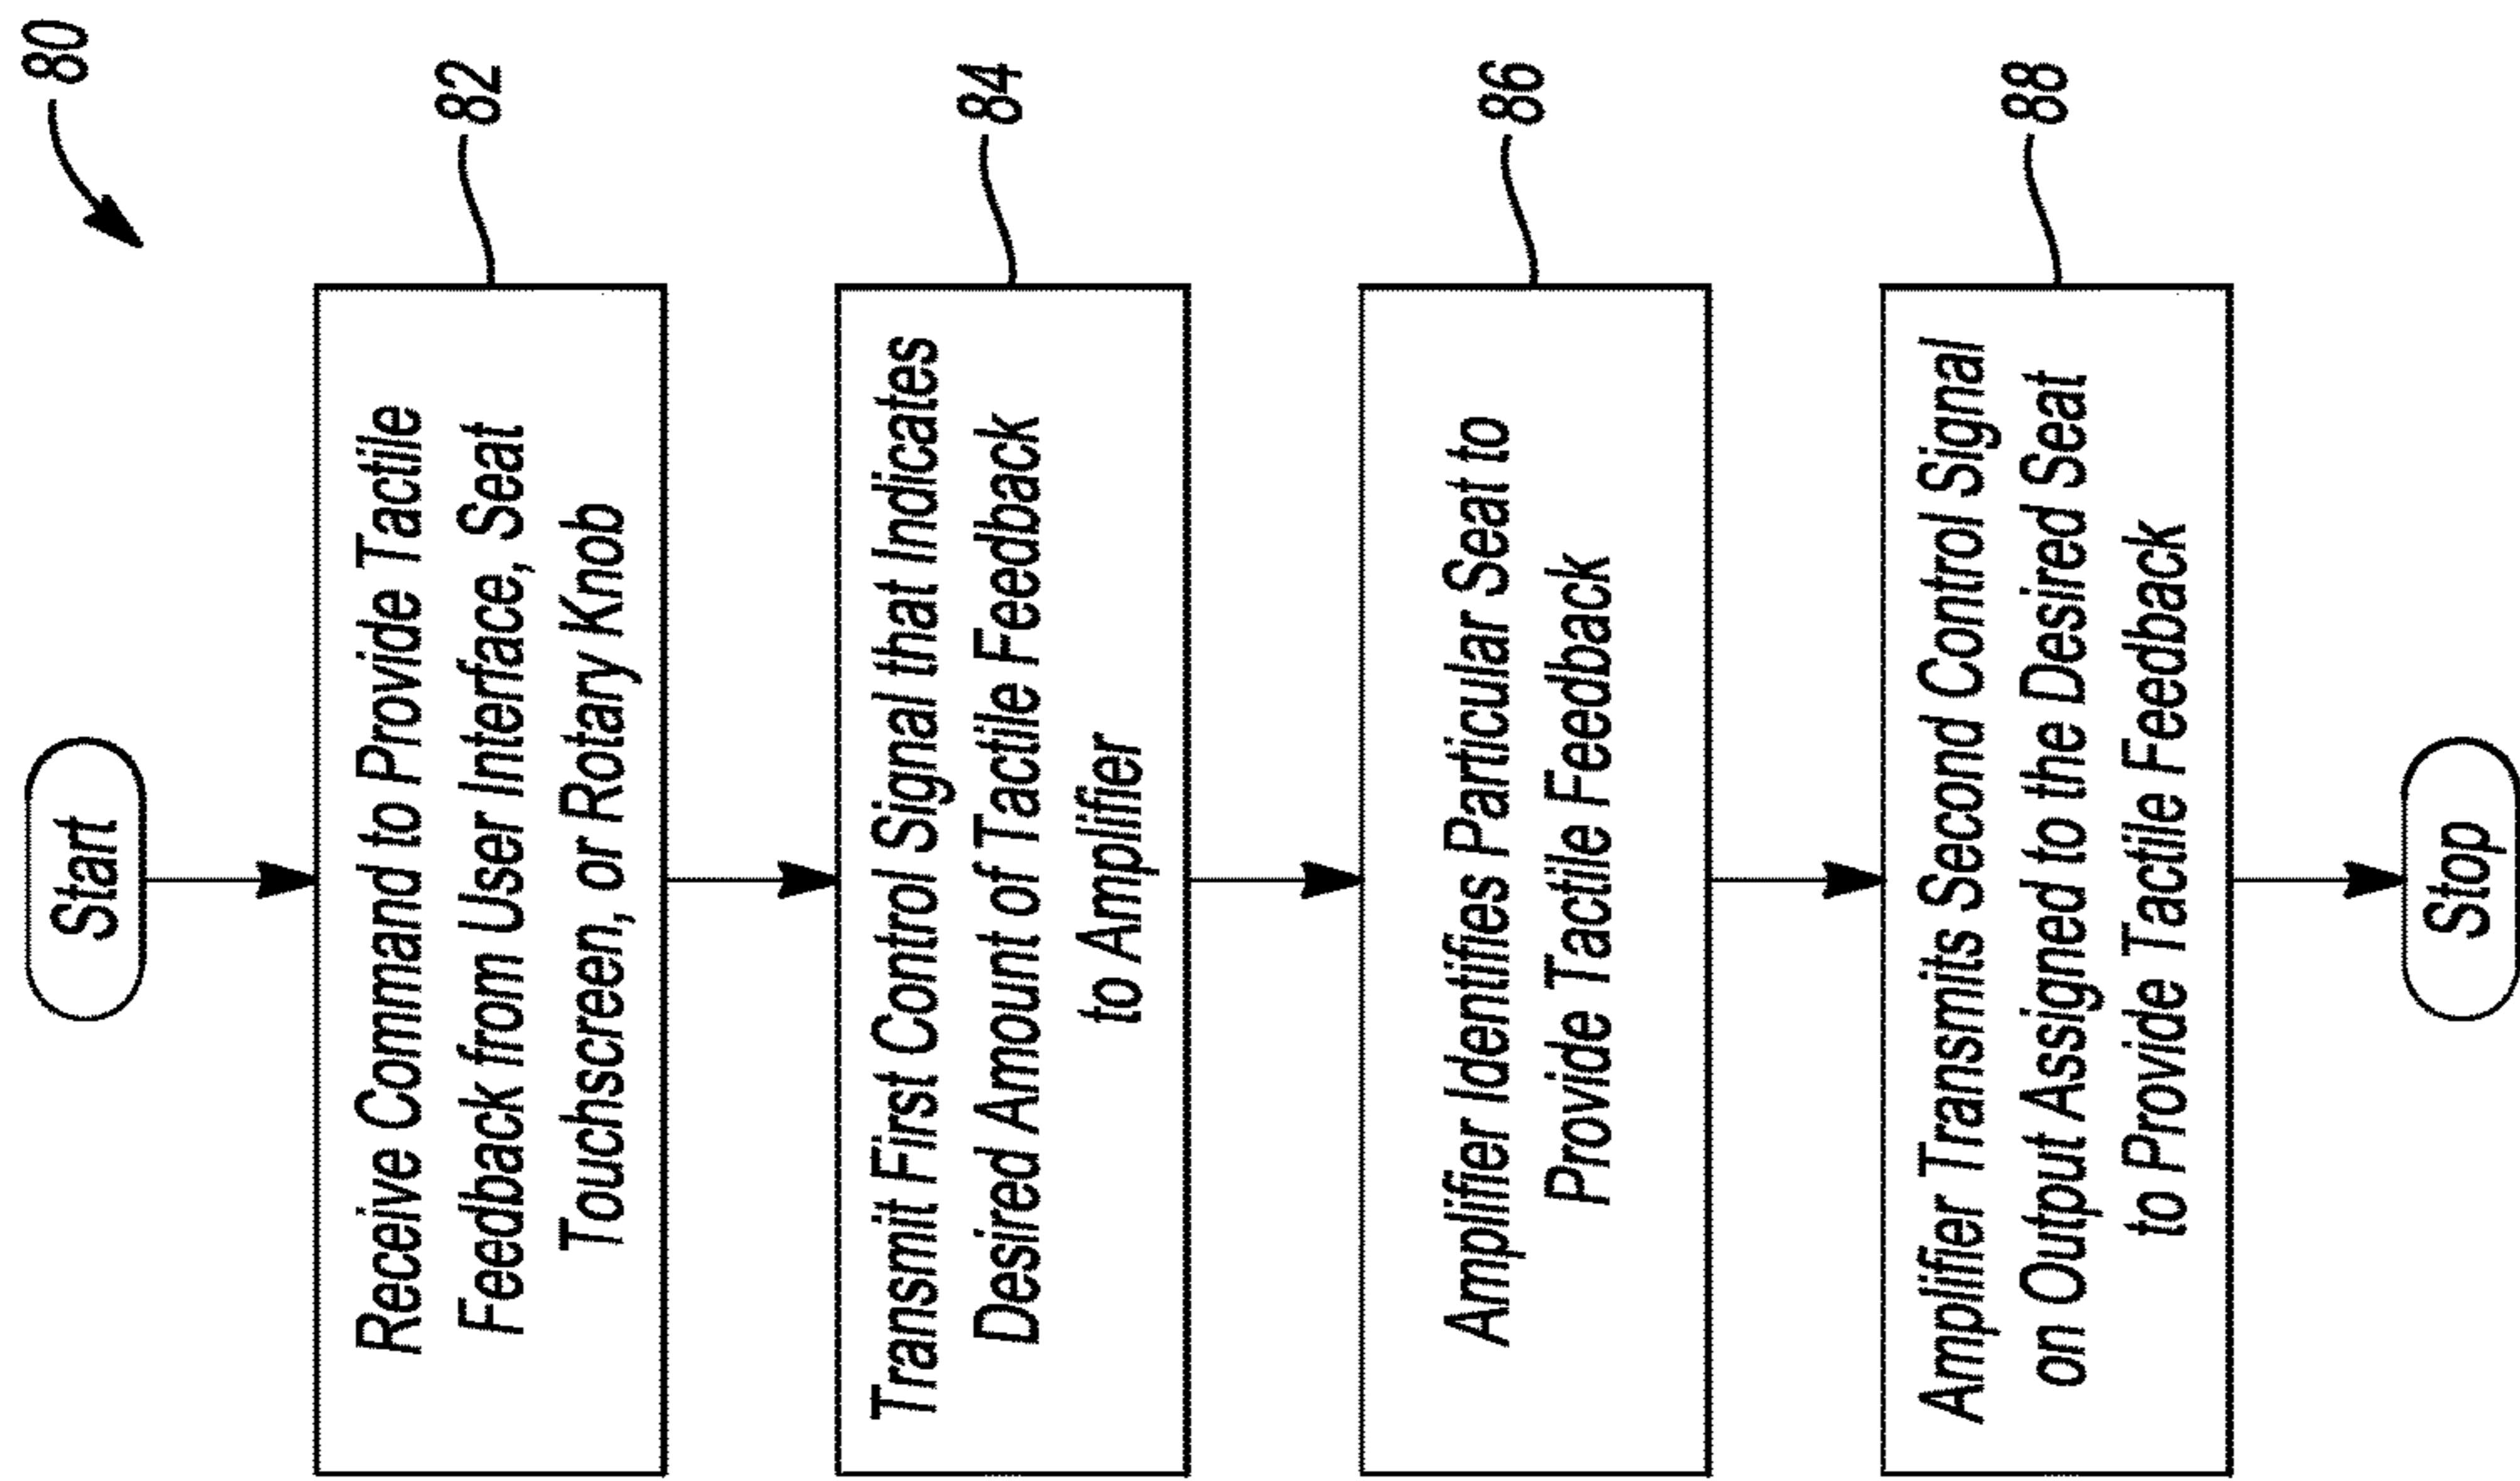 80
Start
82
Receive Command to Provide Tactile
Feedback from User Interface, Seat
Touchscreen, or Rotary Knob
84
Transmit First Control Signal that Indicates
Desired Amount of Tactile Feedback
to Amplifier
86
Amplifier Identifies Particular Seat to
Provide Tactile Feedback
88
Amplifier Transmits Second Control Signal
on Output Assigned to the Desired Seat
to Provide Tactile Feedback
Stop